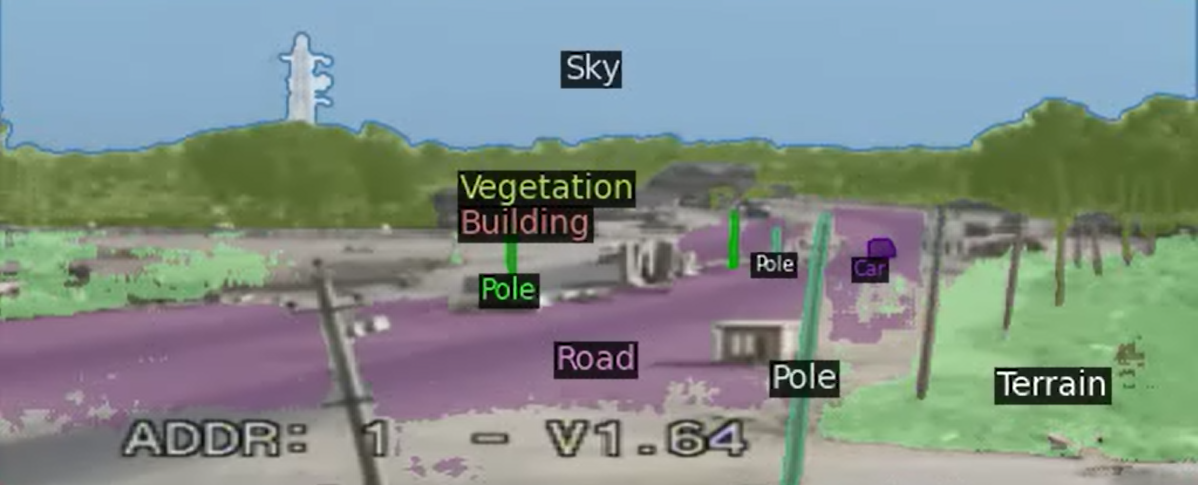 Sky
Vegetation
Building
Pole
Pole
Car
Road
Pole
Terrain
ADDR: 1 - V1.64